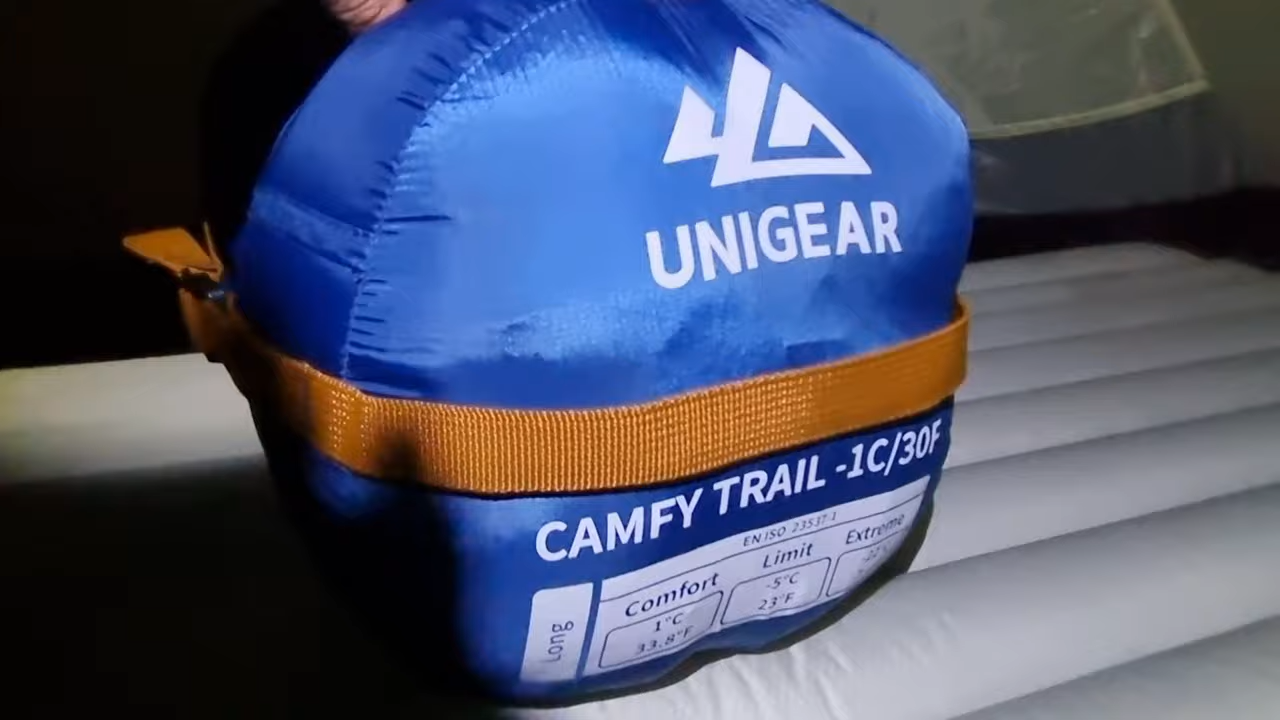 UNIGEAR
CAMFY TRAIL -1C/30F
EN ISO 23537-1
Comfort Limit Extreme
1°C -5°C
33.8°F 23°F
Long